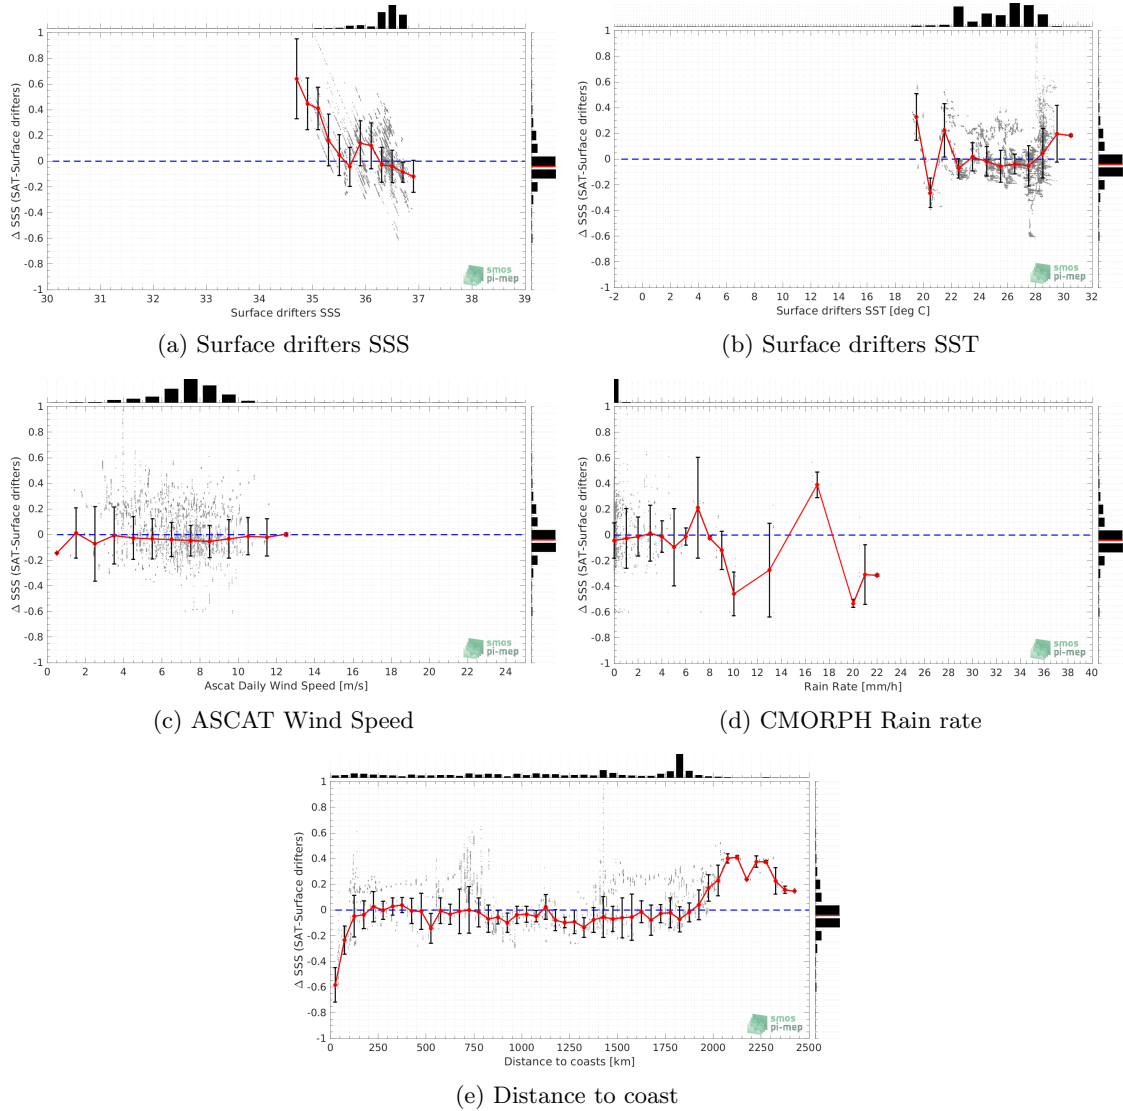 Δ SSS (SAT-Surface drifters)
1
0.8
0.6
0.4
0.2
0
-0.2
-0.4
-0.6
-0.8
-1
smos
pi-mep
30 31 32 33 34 35 36 37 38 39
Surface drifters SSS
(a) Surface drifters SSS
Δ SSS (SAT-Surface drifters)
1
0.8
0.6
0.4
0.2
0
-0.2
-0.4
-0.6
-0.8
-1
smos
pi-mep
-2 0 2 4 6 8 10 12 14 16 18 20 22 24 26 28 30 32
Surface drifters SST [deg C]
(b) Surface drifters SST
Δ SSS (SAT-Surface drifters)
1
0.8
0.6
0.4
0.2
0
-0.2
-0.4
-0.6
-0.8
-1
smos
pi-mep
0 2 4 6 8 10 12 14 16 18 20 22 24
Ascat Daily Wind Speed [m/s]
(c) ASCAT Wind Speed
Δ SSS (SAT-Surface drifters)
1
0.8
0.6
0.4
0.2
0
-0.2
-0.4
-0.6
-0.8
-1
smos
pi-mep
0 2 4 6 8 10 12 14 16 18 20 22 24 26 28 30 32 34 36 38 40
Rain Rate [mm/h]
(d) CMORPH Rain rate
Δ SSS (SAT-Surface drifters)
1
0.8
0.6
0.4
0.2
0
-0.2
-0.4
-0.6
-0.8
-1
smos
pi-mep
0 250 500 750 1000 1250 1500 1750 2000 2250 2500
Distance to coasts [km]
(e) Distance to coast